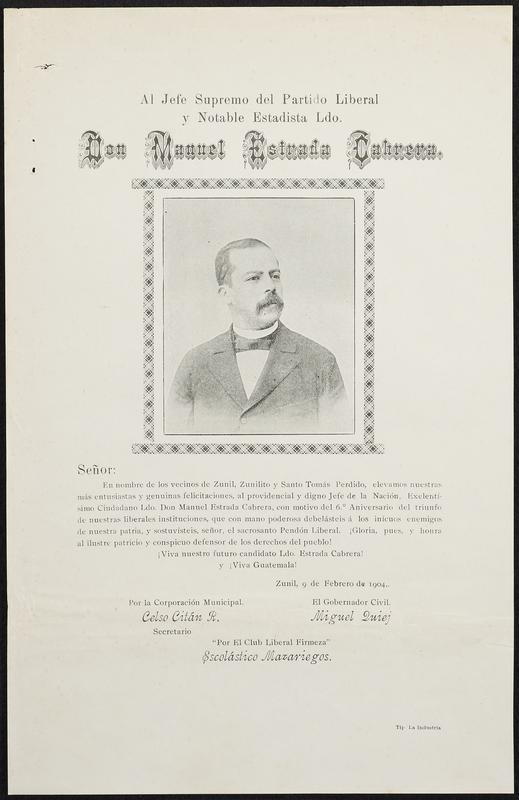 Al Jefe Supremo del Partido Liberal
y Notable Estadista Ldo.
Don Manuel Estrada Cabrera.
Señor:
En nombre de los vecinos de Zunil, Zunilito y Santo Tomás Perdido, elevamos nuestras
más entusiastas y genuinas felicitaciones, al providencial y digno Jefe de la Nación, Exelentí-
simo Ciudadano Ldo. Don Manuel Estrada Cabrera, con motivo del 6.º Aniversario del triunfo
de nuestras liberales instituciones, que con mano poderosa debelásteis á los inicuos enemigos
de nuestra patria, y sostuvísteis, señor, el sacrosanto Pendón Liberal. ¡Gloria, pues, y honra
al ilustre patricio y conspicuo defensor de los derechos del pueblo!
¡Viva nuestro futuro candidato Ldo. Estrada Cabrera!
y ¡Viva Guatemala!
Zunil, 9 de Febrero de 1904.
Por la Corporación Municipal. El Gobernador Civil.
Celso Citán R. Miguel Quiej
Secretario
"Por El Club Liberal Firmeza"
Escolástico Mazariegos.
Tip. La Industria